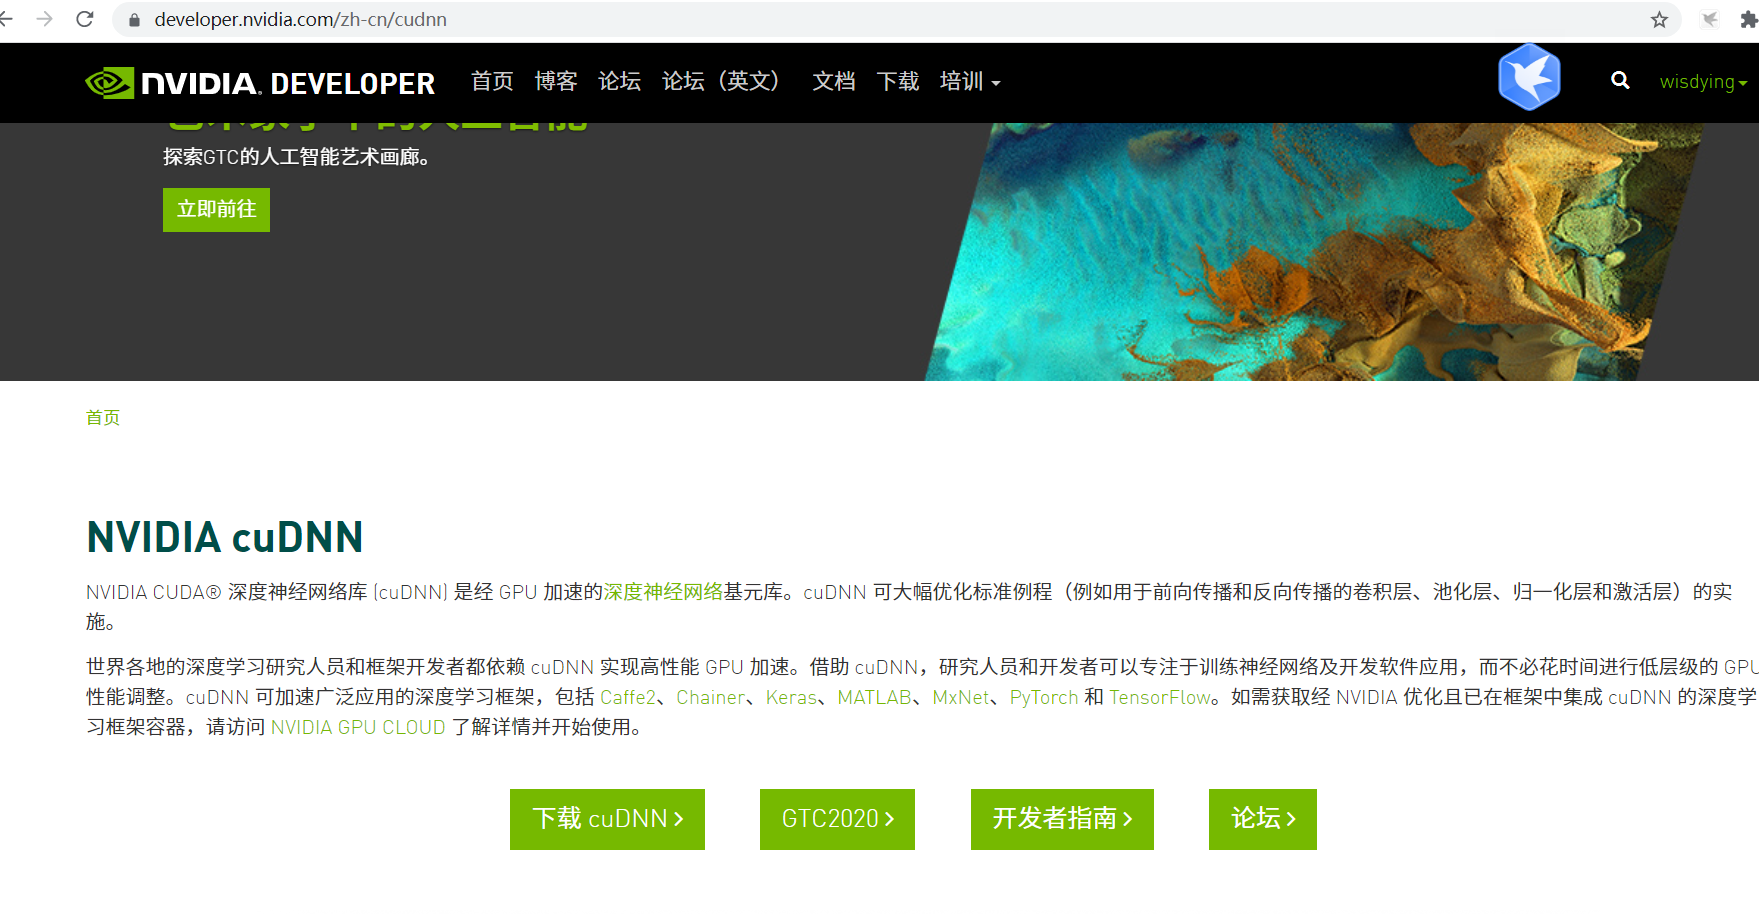 developer.nvidia.com/zh-cn/cudnn
NVIDIA. DEVELOPER 首页 博客 论坛 论坛（英文） 文档 下载 培训 wisdying
探索GTC的人工智能艺术画廊。
立即前往
首页
NVIDIA cuDNN
NVIDIA CUDA® 深度神经网络库 (cuDNN) 是经 GPU 加速的深度神经网络基元库。cuDNN 可大幅优化标准例程（例如用于前向传播和反向传播的卷积层、池化层、归一化层和激活层）的实
施。
世界各地的深度学习研究人员和框架开发者都依赖 cuDNN 实现高性能 GPU 加速。借助 cuDNN，研究人员和开发者可以专注于训练神经网络及开发软件应用，而不必花时间进行低层级的 GPU
性能调整。cuDNN 可加速广泛应用的深度学习框架，包括 Caffe2、Chainer、Keras、MATLAB、MxNet、PyTorch 和 TensorFlow。如需获取经 NVIDIA 优化且已在框架中集成 cuDNN 的深度学
习框架容器，请访问 NVIDIA GPU CLOUD 了解详情并开始使用。
下载 cuDNN GTC2020 开发者指南 论坛